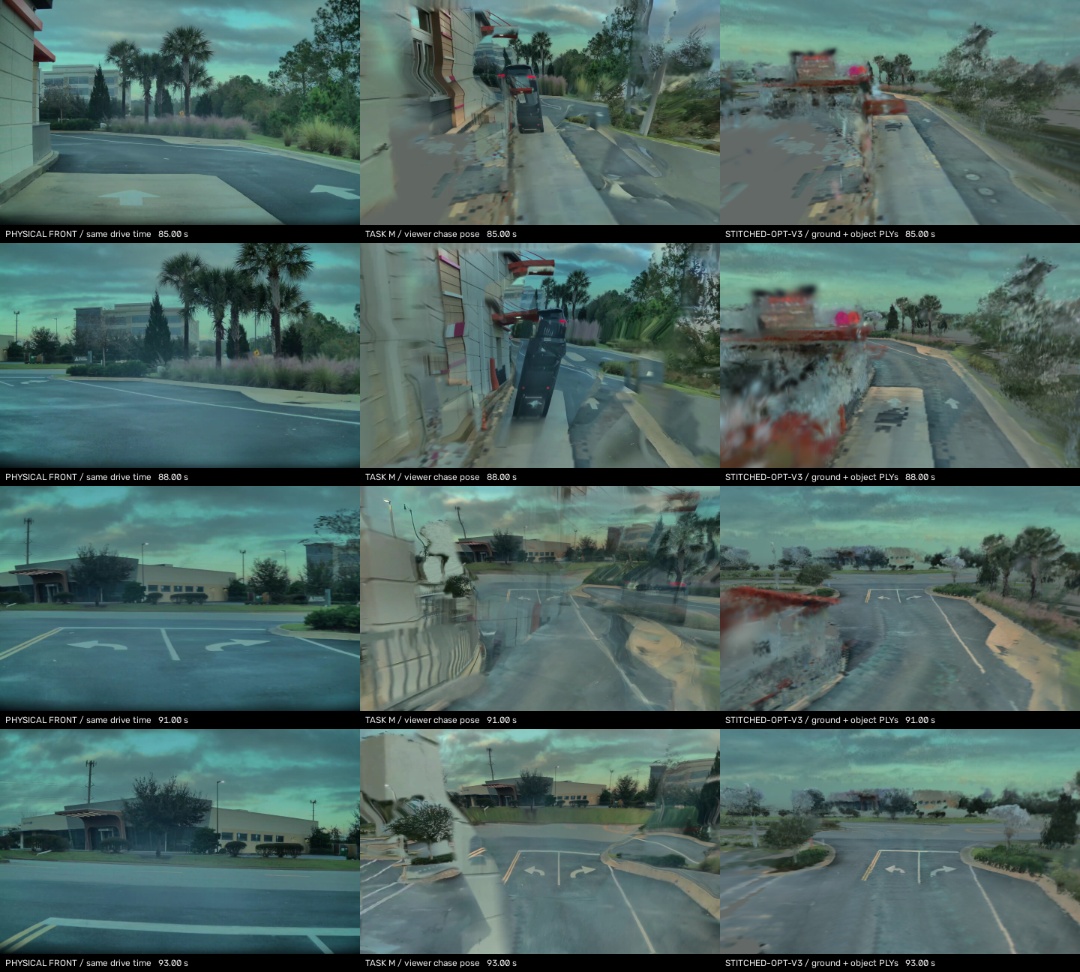 PHYSICAL FRONT / same drive time 85.00 s
TASK M / viewer chase pose 85.00 s
STITCHED-OPT-V3 / ground + object PLYs 85.00 s
PHYSICAL FRONT / same drive time 88.00 s
TASK M / viewer chase pose 88.00 s
STITCHED-OPT-V3 / ground + object PLYs 88.00 s
PHYSICAL FRONT / same drive time 91.00 s
TASK M / viewer chase pose 91.00 s
STITCHED-OPT-V3 / ground + object PLYs 91.00 s
PHYSICAL FRONT / same drive time 93.00 s
TASK M / viewer chase pose 93.00 s
STITCHED-OPT-V3 / ground + object PLYs 93.00 s